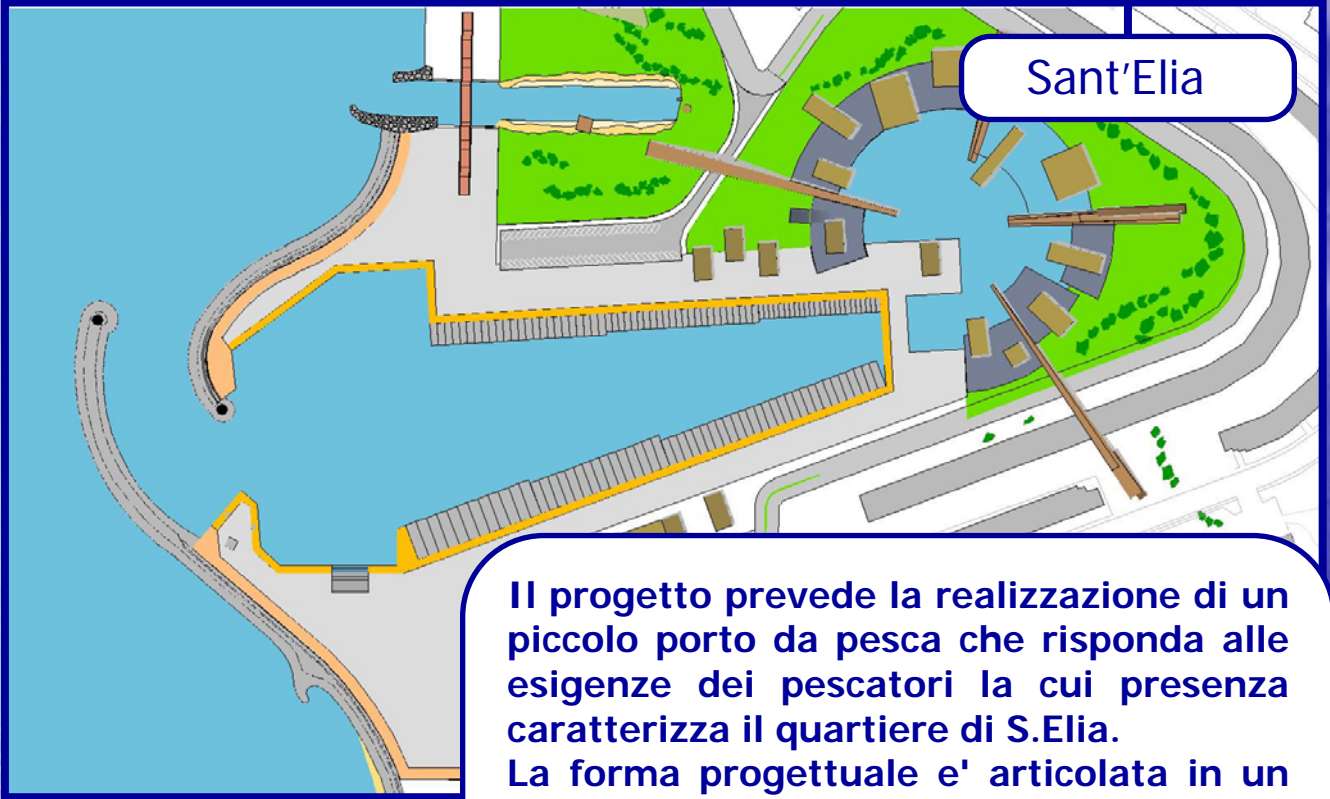 Sant'Elia
Il progetto prevede la realizzazione di un
piccolo porto da pesca che risponda alle
esigenze dei pescatori la cui presenza
caratterizza il quartiere di S.Elia.
La forma progettuale e' articolata in un